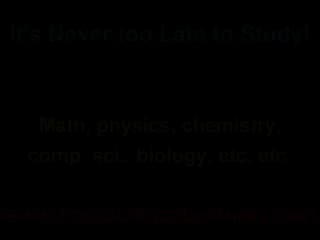 It's Never too Late to Study!
Math, physics, chemistry,
comp. sci., biology, etc. etc.